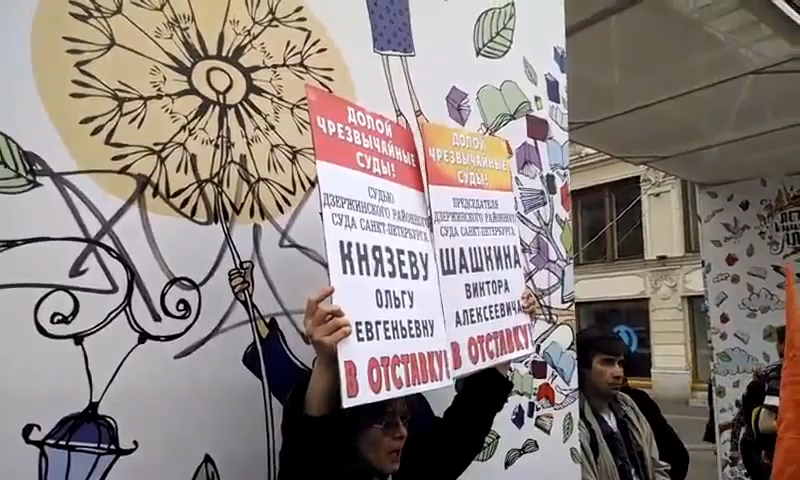 ДОЛОЙ
ЧРЕЗВЫЧАЙНЫЕ
СУДЫ!
СУДЬЮ
ДЗЕРЖИНСКОГО РАЙОННОГО
СУДА САНКТ-ПЕТЕРБУРГА
КНЯЗЕВУ
ОЛЬГУ
ЕВГЕНЬЕВНУ
В ОТСТАВКУ!
ДОЛОЙ
ЧРЕЗВЫЧАЙНЫЕ
СУДЫ!
ПРЕДСЕДАТЕЛЯ
ДЗЕРЖИНСКОГО РАЙОННОГО
СУДА САНКТ-ПЕТЕРБУРГА
ШАШКИНА
ВИКТОРА
АЛЕКСЕЕВИЧА
В ОТСТАВКУ!